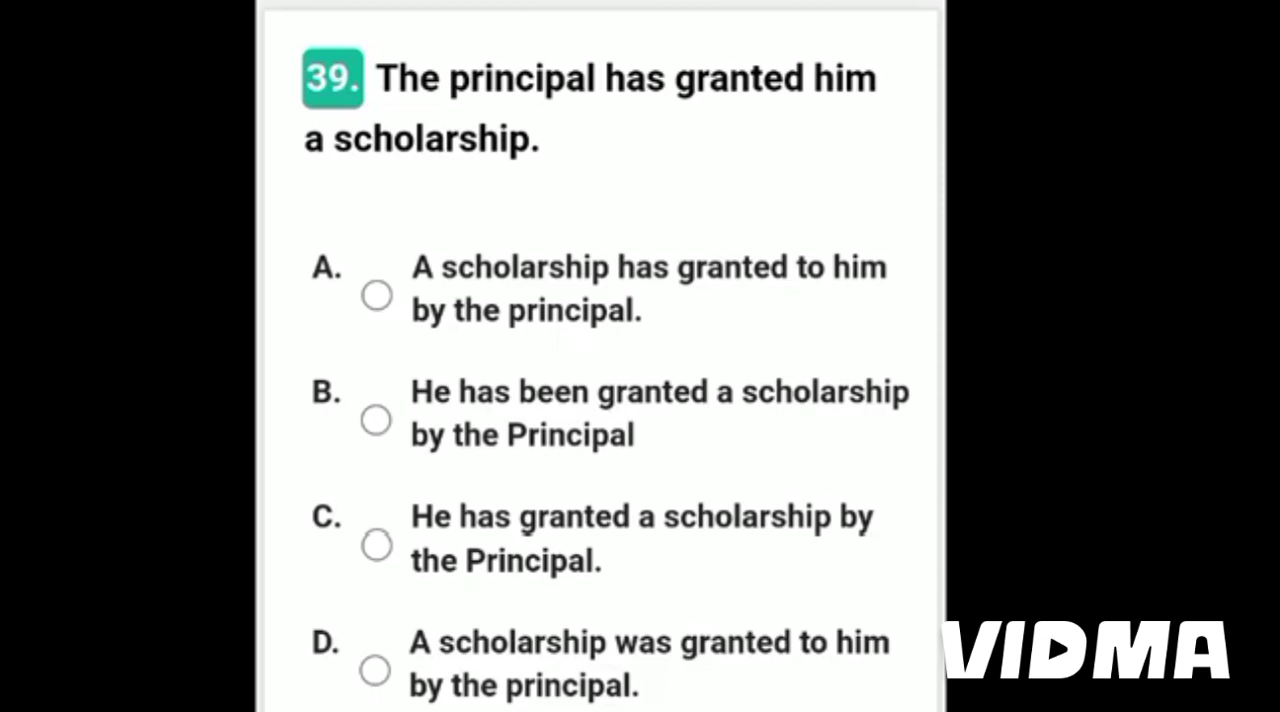 39. The principal has granted him
a scholarship.
A. A scholarship has granted to him
by the principal.
B. He has been granted a scholarship
by the Principal
C. He has granted a scholarship by
the Principal.
D. A scholarship was granted to him
by the principal.
VIDMA